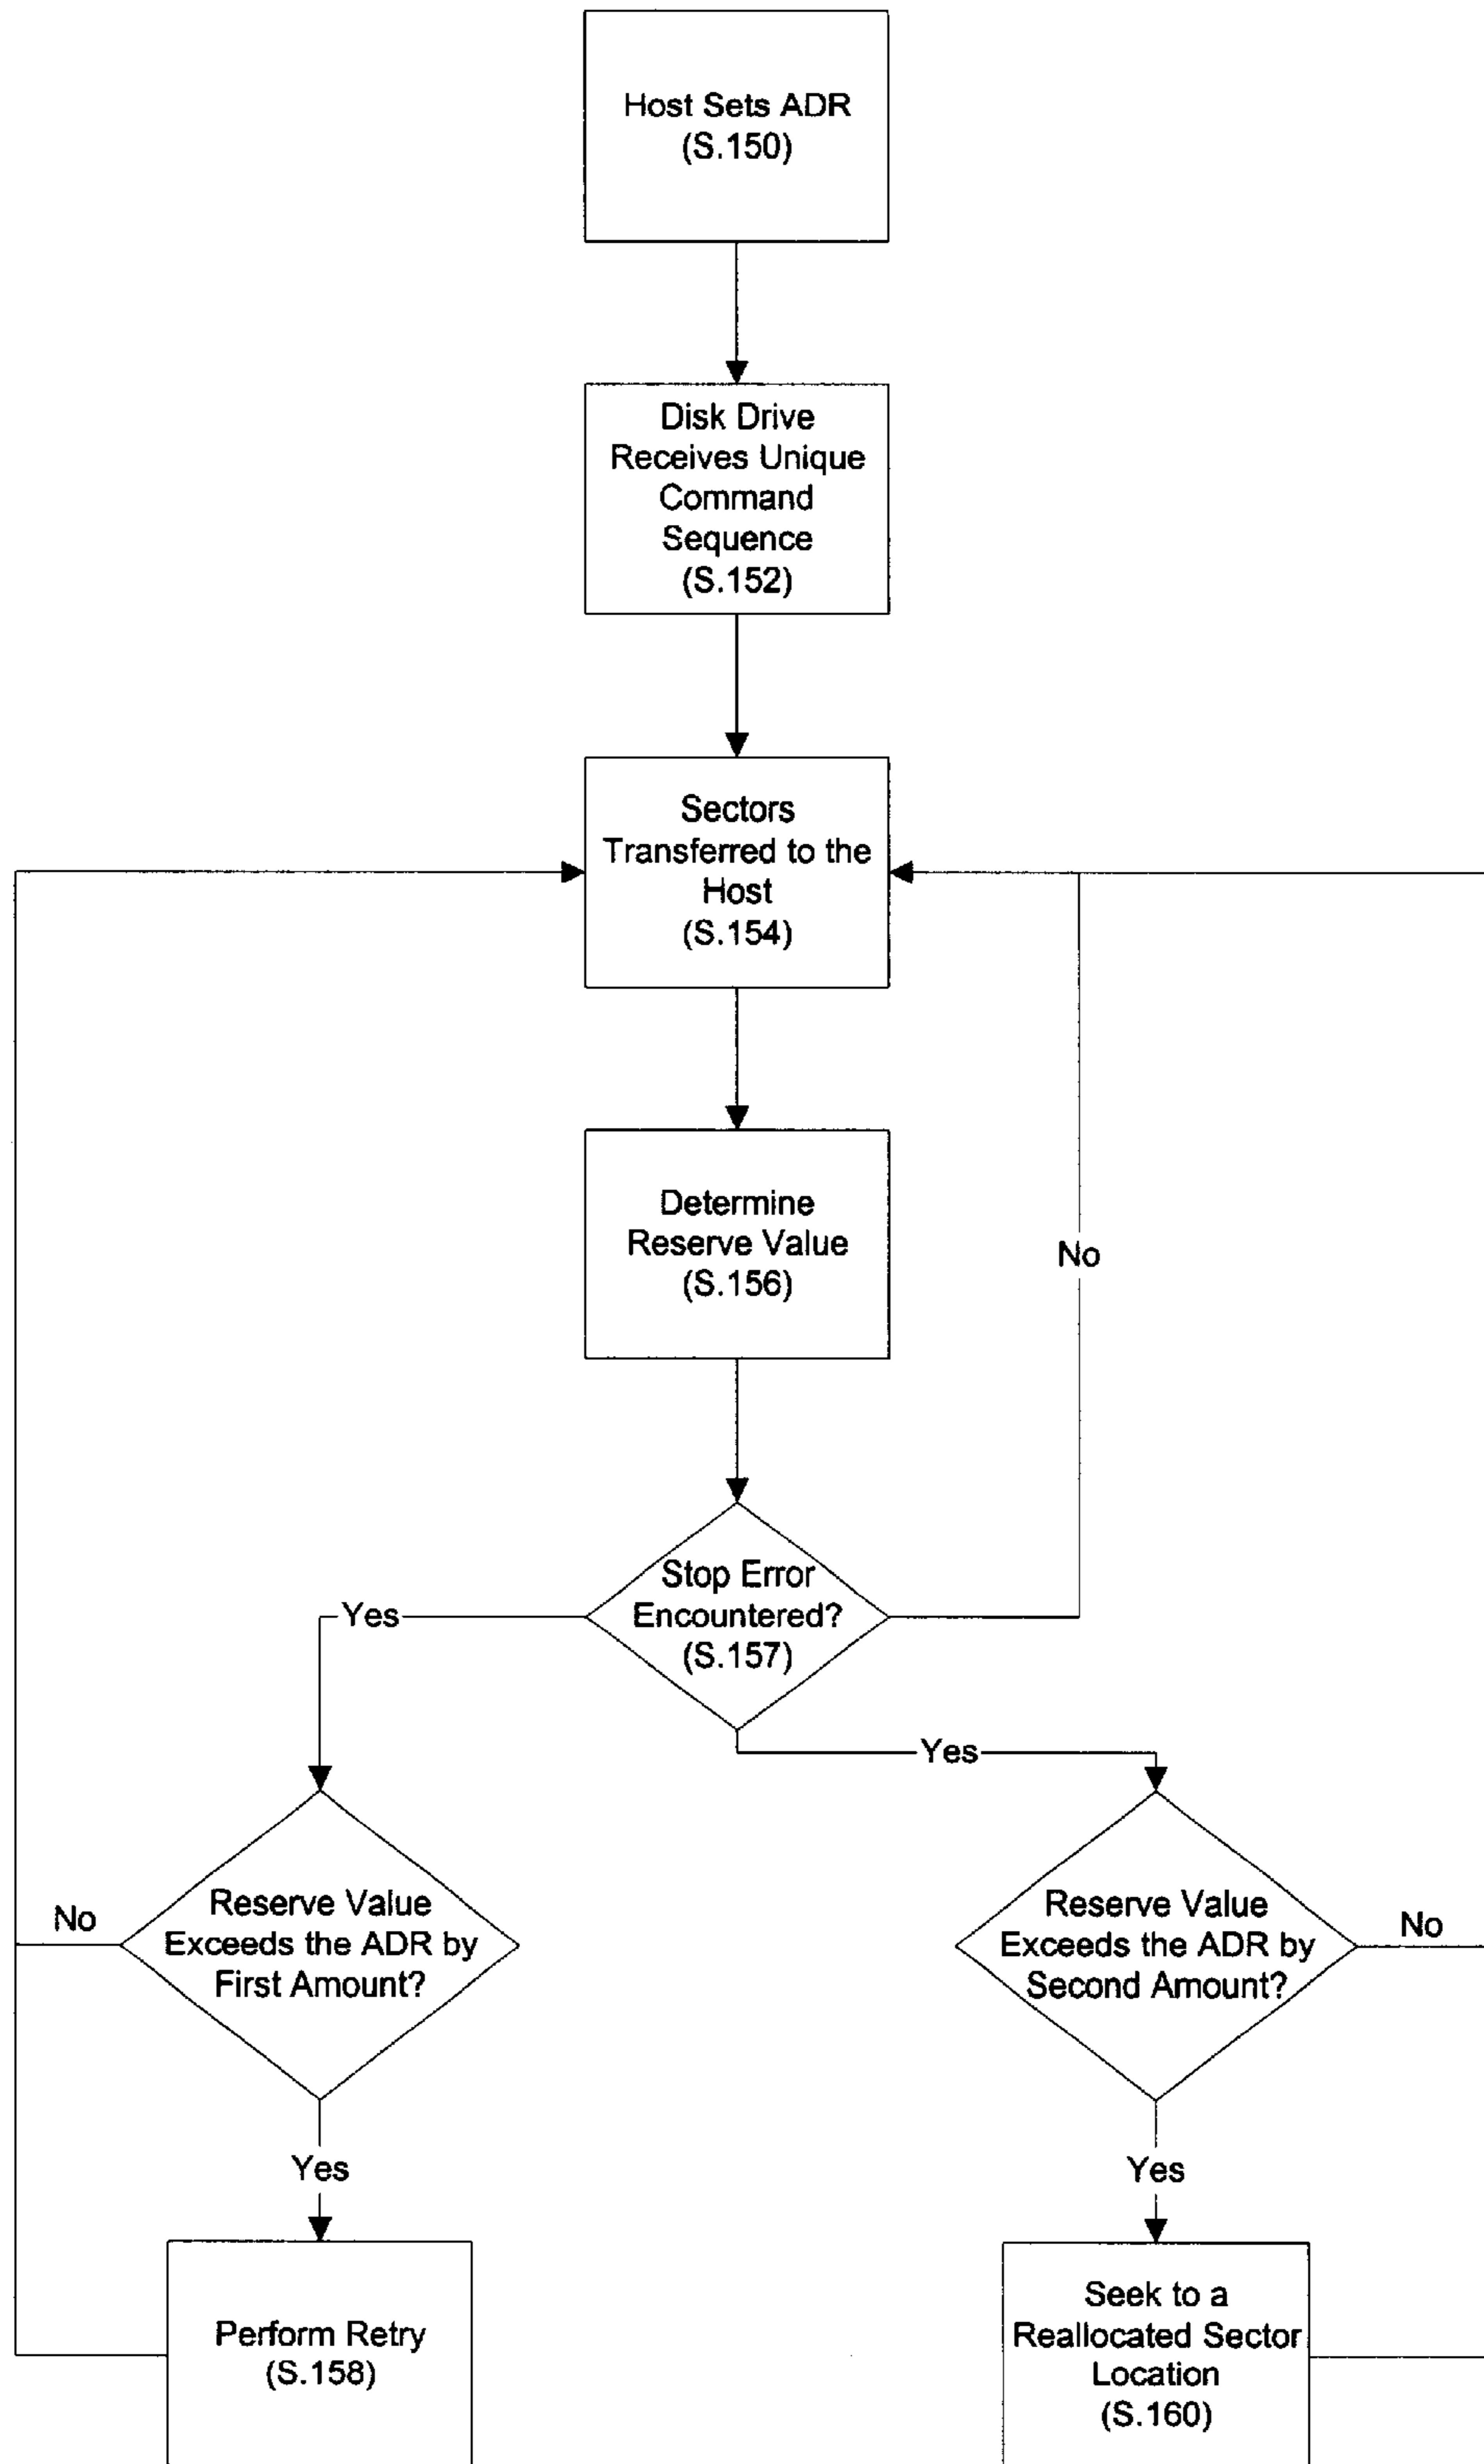 Host Sets ADR
(S.150)
Disk Drive
Receives Unique
Command
Sequence
(S.152)
Sectors
Transferred to the
Host
(S.154)
Determine
Reserve Value
(S.156)
No
Stop Error
Encountered?
(S.157)
Yes
Yes
Reserve Value
Exceeds the ADR by
First Amount?
No
Reserve Value
Exceeds the ADR by
Second Amount?
No
Yes
Yes
Perform Retry
(S.158)
Seek to a
Reallocated Sector
Location
(S.160)